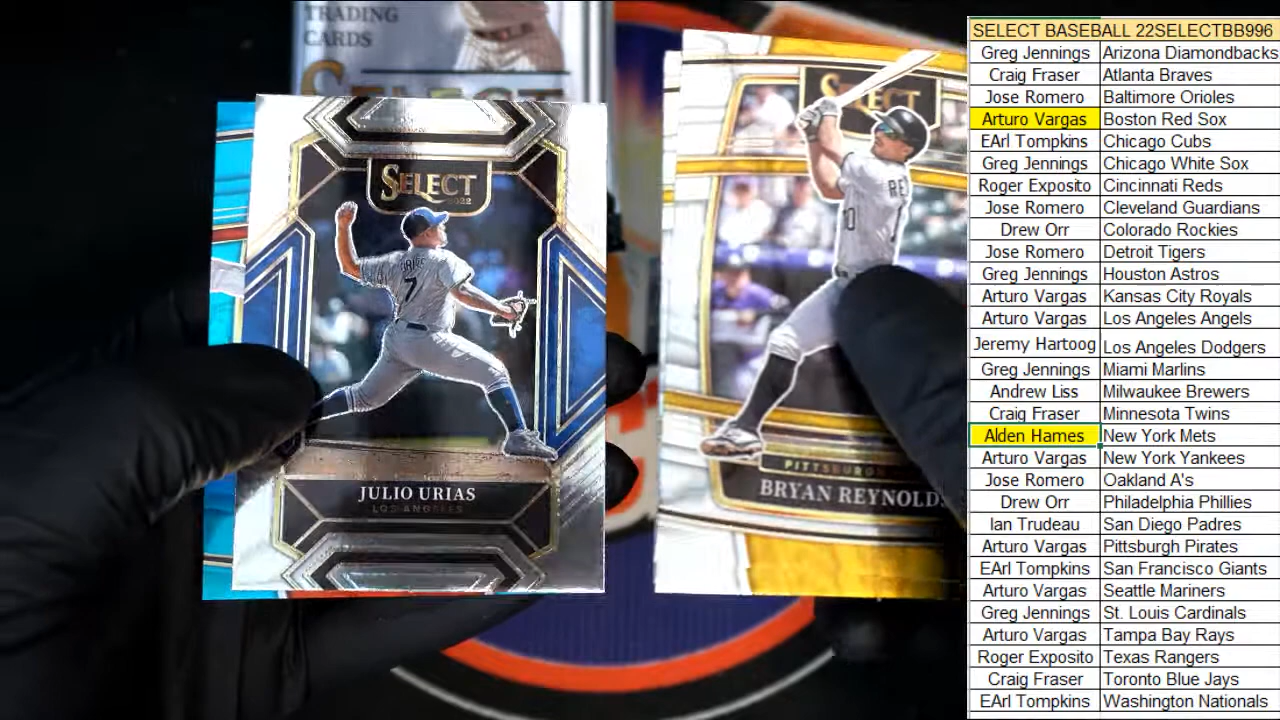 TRADING
CARDS
SELECT
SELECT
2022
7
JULIO URIAS
LOS ANGELES
SELECT
RE
10
PITTSBURGH
BRYAN REYNOLDS
SELECT BASEBALL 22SELECTBB996
Greg Jennings Arizona Diamondbacks
Craig Fraser Atlanta Braves
Jose Romero Baltimore Orioles
Arturo Vargas Boston Red Sox
EArl Tompkins Chicago Cubs
Greg Jennings Chicago White Sox
Roger Exposito Cincinnati Reds
Jose Romero Cleveland Guardians
Drew Orr Colorado Rockies
Jose Romero Detroit Tigers
Greg Jennings Houston Astros
Arturo Vargas Kansas City Royals
Arturo Vargas Los Angeles Angels
Jeremy Hartoog Los Angeles Dodgers
Greg Jennings Miami Marlins
Andrew Liss Milwaukee Brewers
Craig Fraser Minnesota Twins
Alden Hames New York Mets
Arturo Vargas New York Yankees
Jose Romero Oakland A's
Drew Orr Philadelphia Phillies
Ian Trudeau San Diego Padres
Arturo Vargas Pittsburgh Pirates
EArl Tompkins San Francisco Giants
Arturo Vargas Seattle Mariners
Greg Jennings St. Louis Cardinals
Arturo Vargas Tampa Bay Rays
Roger Exposito Texas Rangers
Craig Fraser Toronto Blue Jays
EArl Tompkins Washington Nationals